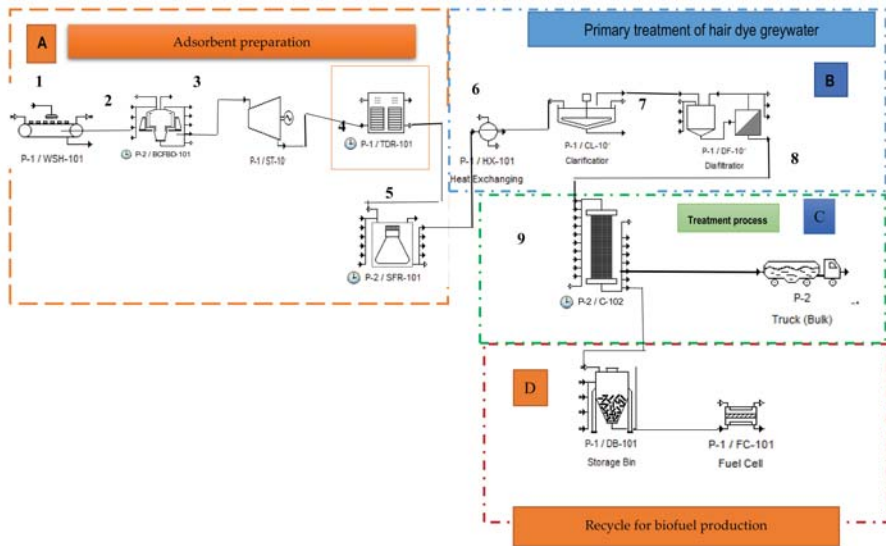 A
Adsorbent preparation
1
2
3
P-1 / WSH-101
P-2 / BCFBD-101
P-1 / ST-10
4
P-1 / TDR-101
5
P-2 / SFR-101
Primary treatment of hair dye greywater
B
6
7
8
P-1 / HX-101
Heat Exchanging
P-1 / CL-10
Clarification
P-1 / DF-10
Diafiltration
Treatment process
C
9
P-2 / C-102
P-2
Truck (Bulk)
D
P-1 / DB-101
Storage Bin
P-1 / FC-101
Fuel Cell
Recycle for biofuel production